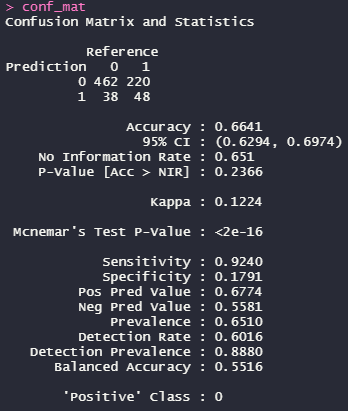 > conf_mat
Confusion Matrix and Statistics
Reference
Prediction 0 1
0 462 220
1 38 48
Accuracy : 0.6641
95% CI : (0.6294, 0.6974)
No Information Rate : 0.651
P-Value [Acc > NIR] : 0.2366
Kappa : 0.1224
Mcnemar's Test P-Value : <2e-16
Sensitivity : 0.9240
Specificity : 0.1791
Pos Pred Value : 0.6774
Neg Pred Value : 0.5581
Prevalence : 0.6510
Detection Rate : 0.6016
Detection Prevalence : 0.8880
Balanced Accuracy : 0.5516
'Positive' Class : 0